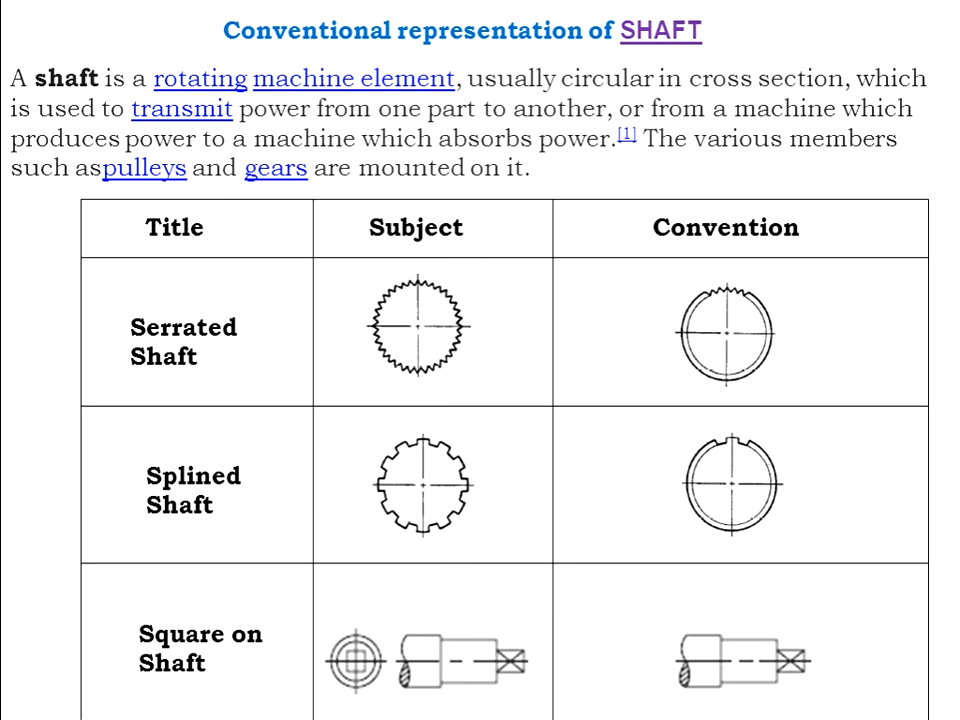 Conventional representation of SHAFT
A shaft is a rotating machine element, usually circular in cross section, which
is used to transmit power from one part to another, or from a machine which
produces power to a machine which absorbs power.[1] The various members
such aspulleys and gears are mounted on it.
Title Subject Convention
Serrated
Shaft
Splined
Shaft
Square on
Shaft